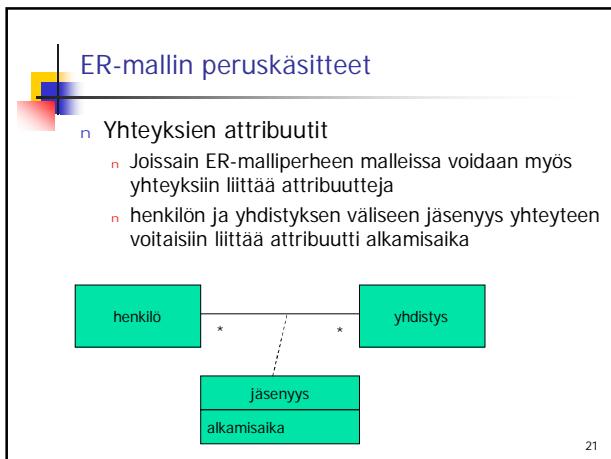 ER-mallin peruskäsitteet
n Yhteyksien attribuutit
n Joissain ER-malliperheen malleissa voidaan myös
yhteyksiin liittää attribuutteja
n henkilön ja yhdistyksen väliseen jäsenyys yhteyteen
voitaisiin liittää attribuutti alkamisaika
henkilö * * yhdistys
jäsenyys
alkamisaika
21